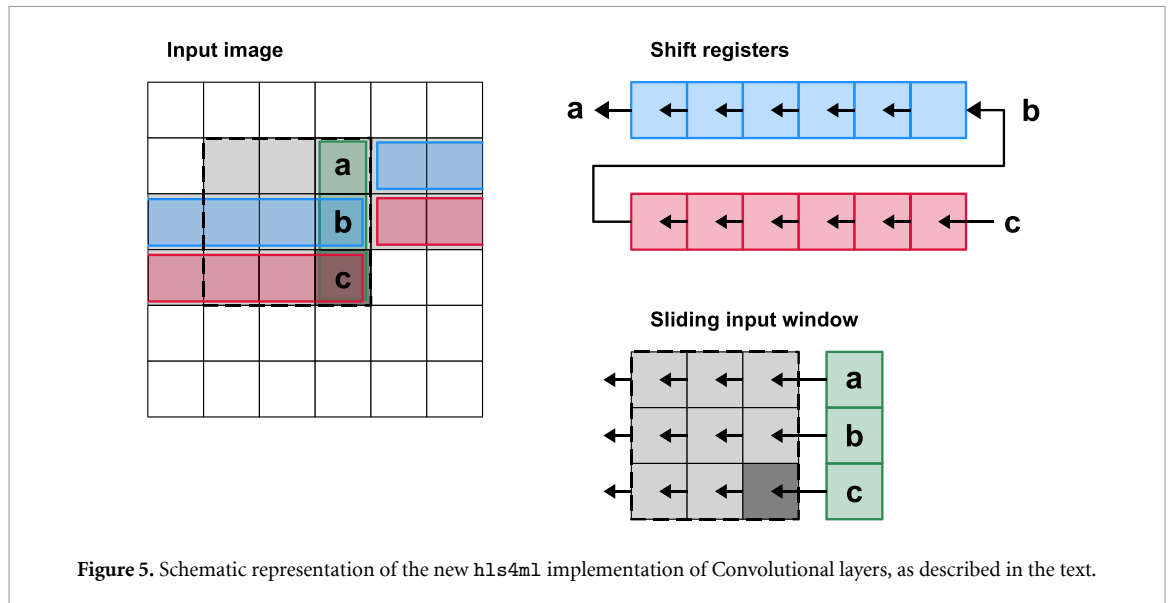 Input image
a
b
c
Shift registers
a
b
c
Sliding input window
a
b
c
Figure 5. Schematic representation of the new hls4ml implementation of Convolutional layers, as described in the text.